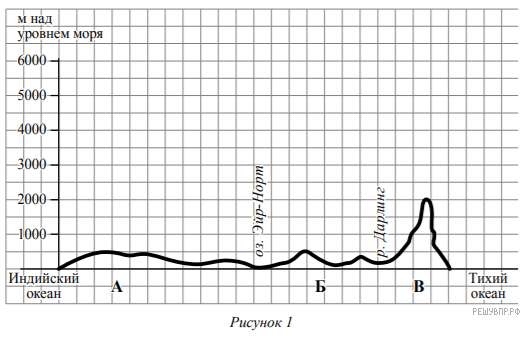 м над
уровнем моря
6000
5000
4000
3000
2000
1000
оз. Эйр-Норт
р. Дарлинг
Индийский
океан
А
Б
В
Тихий
океан
РЕШУВПР.РФ
Рисунок 1